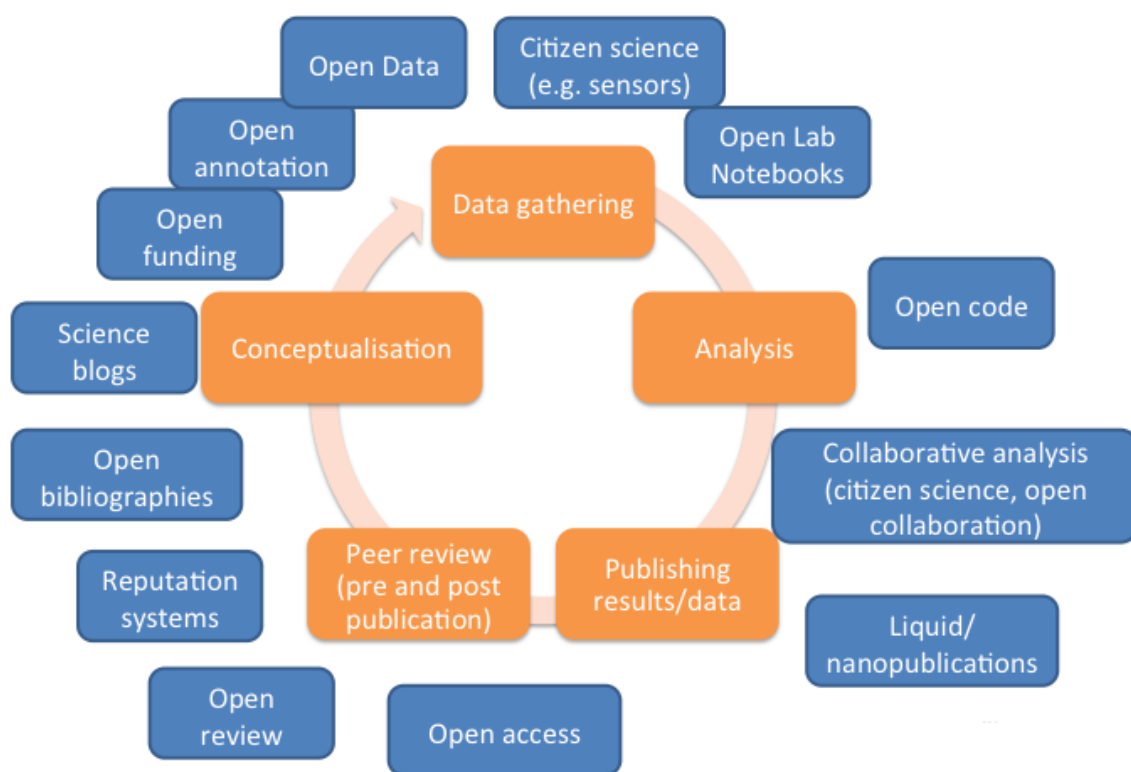 Open Data
Citizen science
(e.g. sensors)
Open
annotation
Open Lab
Notebooks
Data gathering
Open
funding
Open code
Science
blogs
Conceptualisation
Analysis
Open
bibliographies
Collaborative analysis
(citizen science, open
collaboration)
Peer review
(pre and post
publication)
Publishing
results/data
Reputation
systems
Liquid/
nanopublications
Open
review
Open access
...